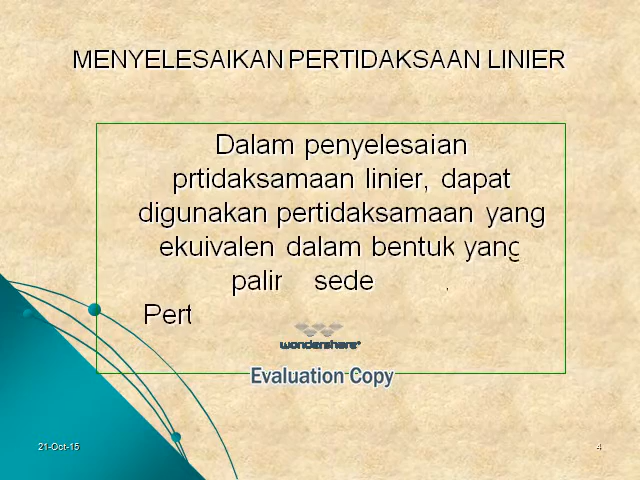 MENYELESAIKAN PERTIDAKSAAN LINIER
Dalam penyelesaian
prtidaksamaan linier, dapat
digunakan pertidaksamaan yang
ekuivalen dalam bentuk yang
wondershare
Evaluation Copy
21-Oct-15
4